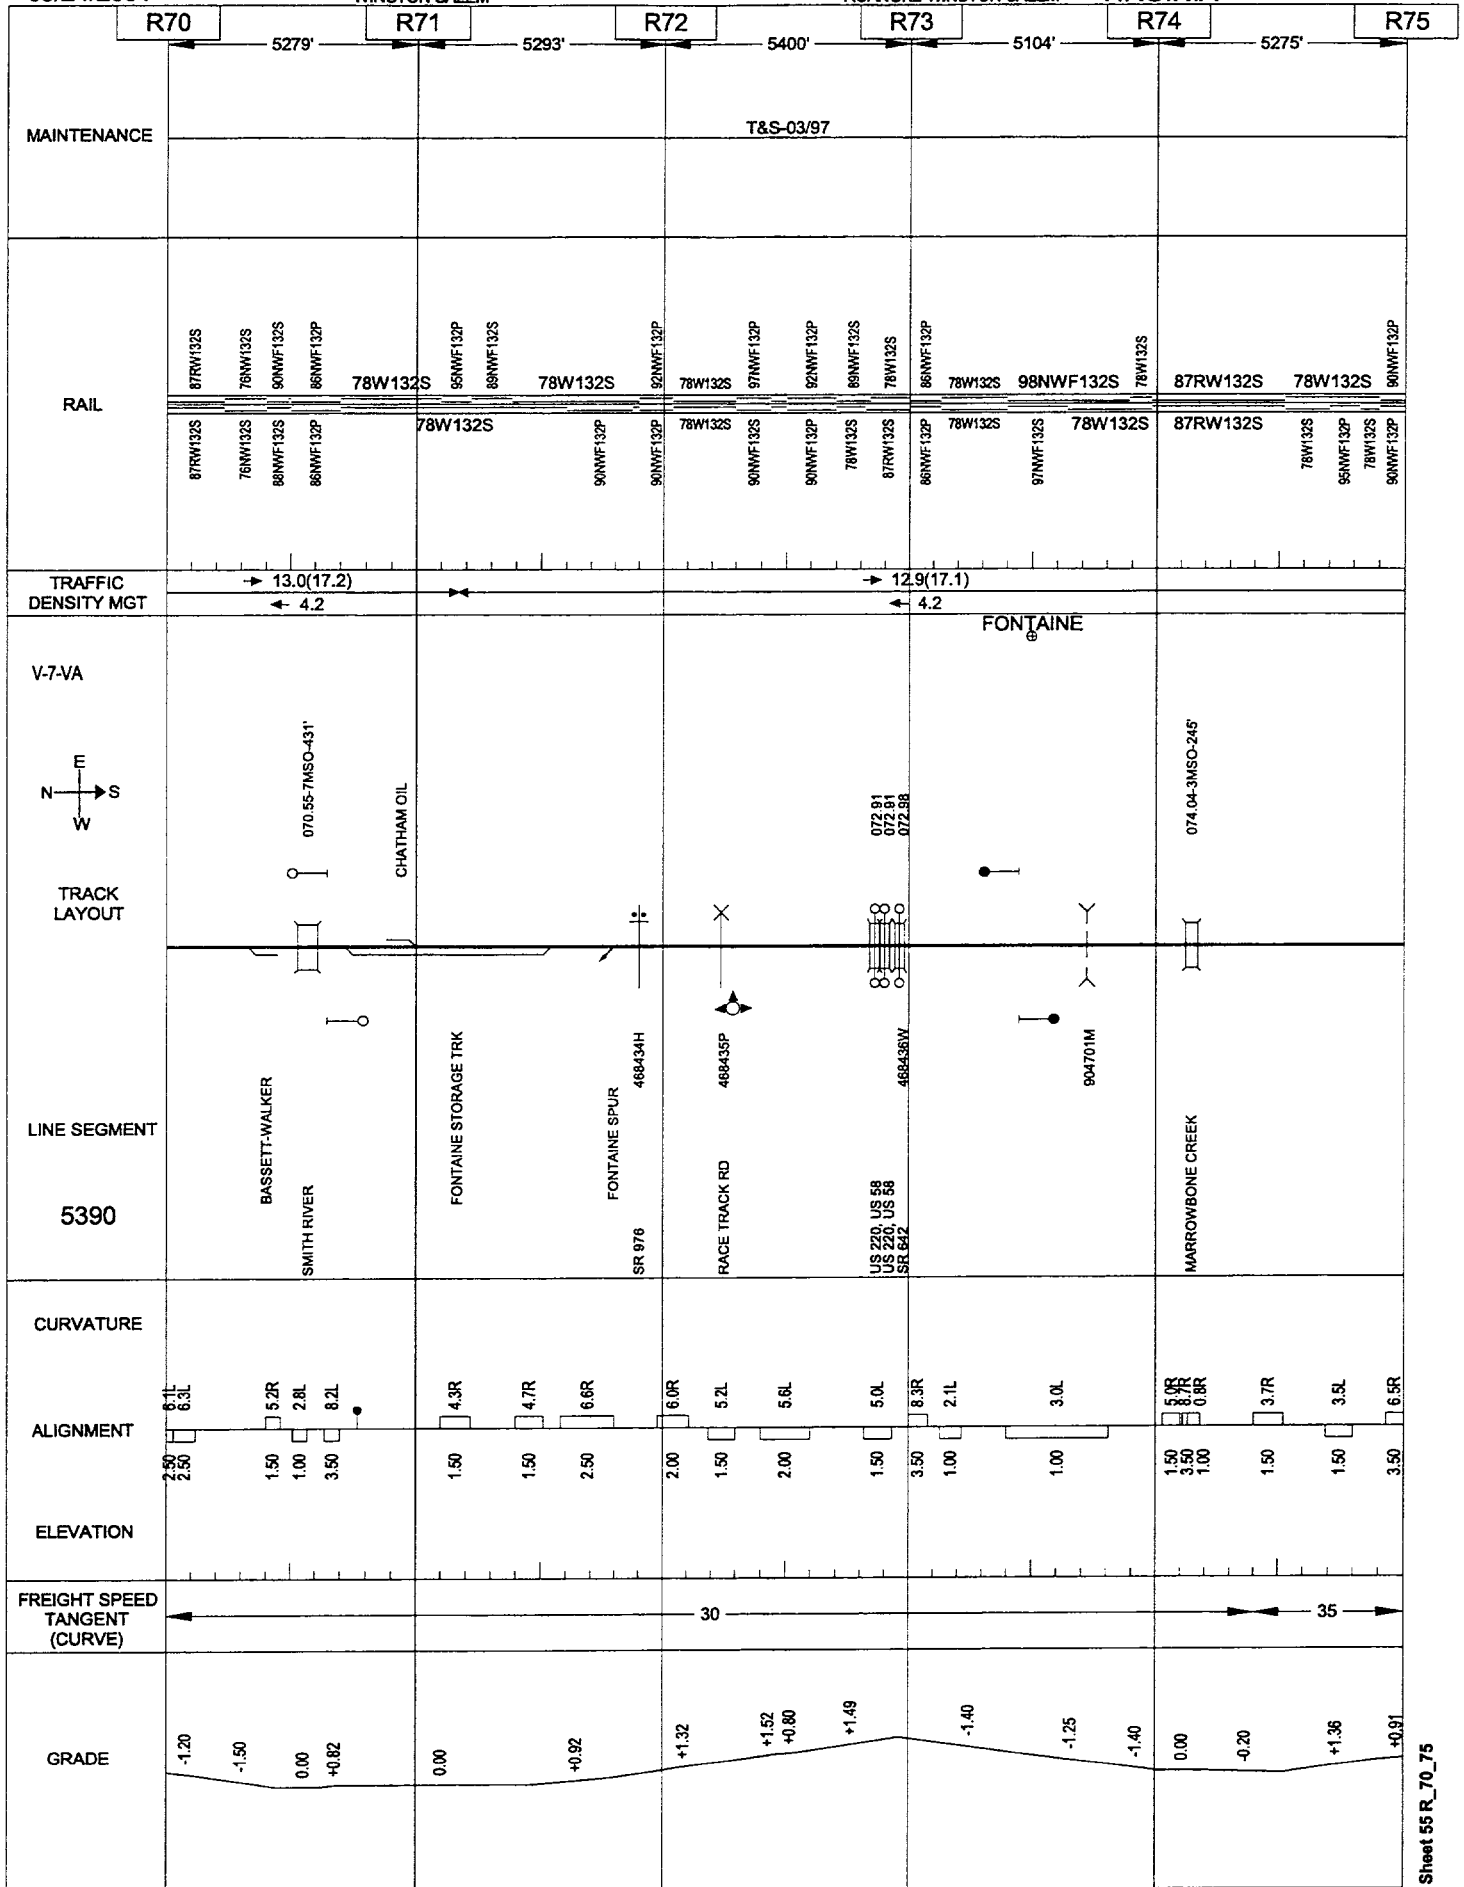 R70 R71 R72 R73 R74 R75
5279' 5293' 5400' 5104' 5275'
MAINTENANCE
T&S-03/97
RAIL
87RW132S 76NW132S 90NWF132S 86NWF132P 78W132S 95NWF132P 89NWF132S 78W132S 92NWF132P 78W132S 97NWF132P 92NWF132P 89NWF132S 78W132S 86NWF132P 78W132S 98NWF132S 78W132S 87RW132S 78W132S 90NWF132P
87RW132S 76NW132S 88NWF132S 86NWF132P 78W132S 90NWF132P 90NWF132P 78W132S 90NWF132S 90NWF132P 78W132S 87RW132S 86NWF132P 78W132S 97NWF132S 78W132S 87RW132S 78W132S 95NWF132P 78W132S 90NWF132P
TRAFFIC
DENSITY MGT
13.0(17.2) 12.9(17.1)
4.2 4.2
FONTAINE
V-7-VA
E
N S
W
070.55-7MSO-431'
CHATHAM OIL
072.91
072.91
072.98
074.04-3MSO-245'
TRACK
LAYOUT
468434H
468435P
468436W
904701M
LINE SEGMENT
5390
BASSETT-WALKER
SMITH RIVER
FONTAINE STORAGE TRK
FONTAINE SPUR
SR 976
RACE TRACK RD
US 220, US 58
US 220, US 58
SR 642
MARROWBONE CREEK
CURVATURE
6.1L 6.3L 5.2R 2.8L 8.2L 4.3R 4.7R 6.6R 6.0R 5.2L 5.6L 5.0L 8.3R 2.1L 3.0L 5.0R 8.7R 0.8R 3.7R 3.5L 6.5R
ALIGNMENT
2.50 2.50 1.50 1.00 3.50 1.50 1.50 2.50 2.00 1.50 2.00 1.50 3.50 1.00 1.00 1.50 3.50 1.00 1.50 1.50 3.50
ELEVATION
FREIGHT SPEED
TANGENT
(CURVE)
30 35
GRADE
-1.20 -1.50 0.00 +0.82 0.00 +0.92 +1.32 +1.52 +0.80 +1.49 -1.40 -1.25 -1.40 0.00 -0.20 +1.36 +0.91
Sheet 55 R_70_75